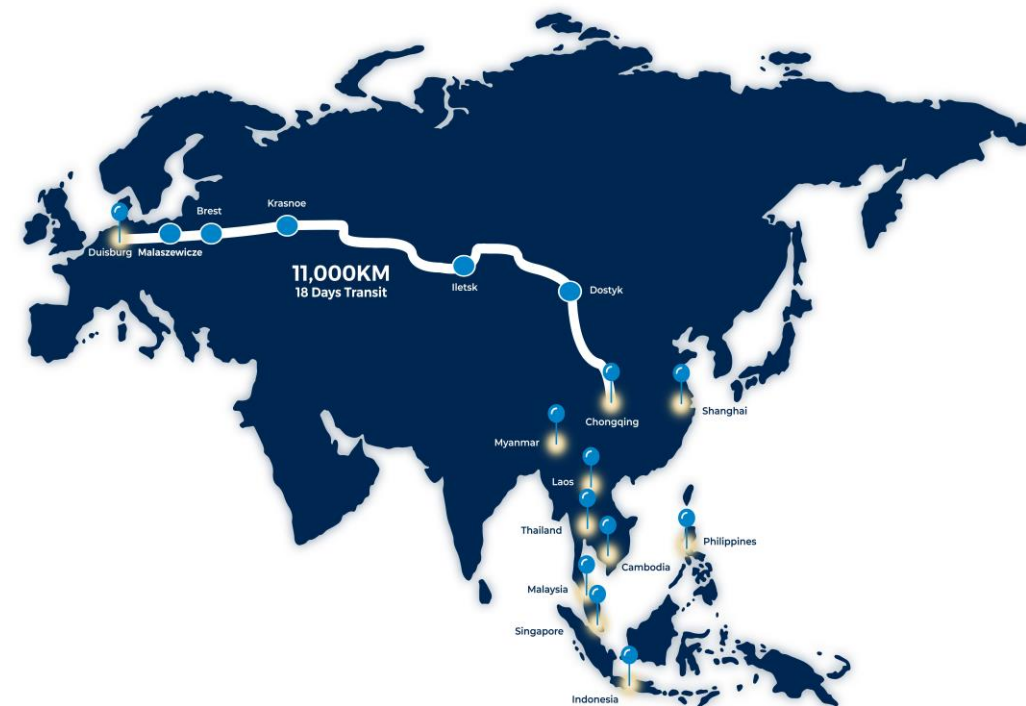 Krasnoe
Brest
Duisburg
Malaszewicze
11,000KM
18 Days Transit
Iletsk
Dostyk
Chongqing
Shanghai
Myanmar
Laos
Thailand
Philippines
Cambodia
Malaysia
Singapore
Indonesia